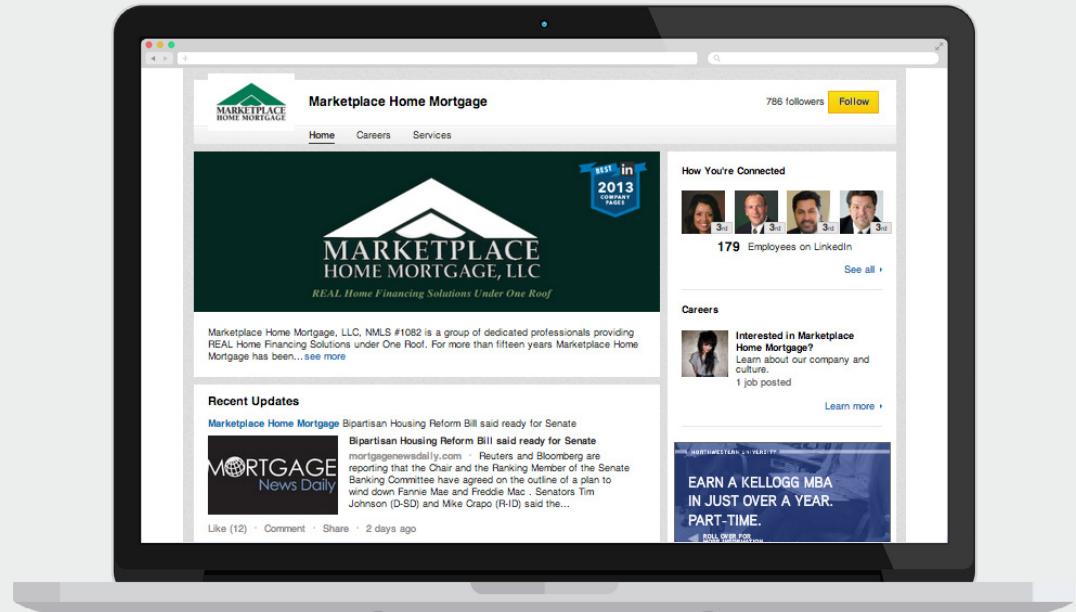 MARKETPLACE
HOME MORTGAGE
Marketplace Home Mortgage
786 followers
Follow
Home
Careers
Services
BEST in
2013
COMPANY
PAGES
MARKETPLACE
HOME MORTGAGE, LLC
REAL Home Financing Solutions Under One Roof
Marketplace Home Mortgage, LLC, NMLS #1082 is a group of dedicated professionals providing
REAL Home Financing Solutions under One Roof. For more than fifteen years Marketplace Home
Mortgage has been... see more
Recent Updates
Marketplace Home Mortgage Bipartisan Housing Reform Bill said ready for Senate
MORTGAGE
News Daily
Bipartisan Housing Reform Bill said ready for Senate
mortgagenewsdaily.com · Reuters and Bloomberg are
reporting that the Chair and the Ranking Member of the Senate
Banking Committee have agreed on the outline of a plan to
wind down Fannie Mae and Freddie Mac . Senators Tim
Johnson (D-SD) and Mike Crapo (R-ID) said the...
Like (12) · Comment · Share · 2 days ago
How You're Connected
3rd 3rd 3rd 3rd
179 Employees on LinkedIn
See all
Careers
Interested in Marketplace
Home Mortgage?
Learn about our company and
culture.
1 job posted
Learn more
NORTHWESTERN UNIVERSITY
EARN A KELLOGG MBA
IN JUST OVER A YEAR.
PART-TIME.
ROLL OVER FOR
MORE INFORMATION